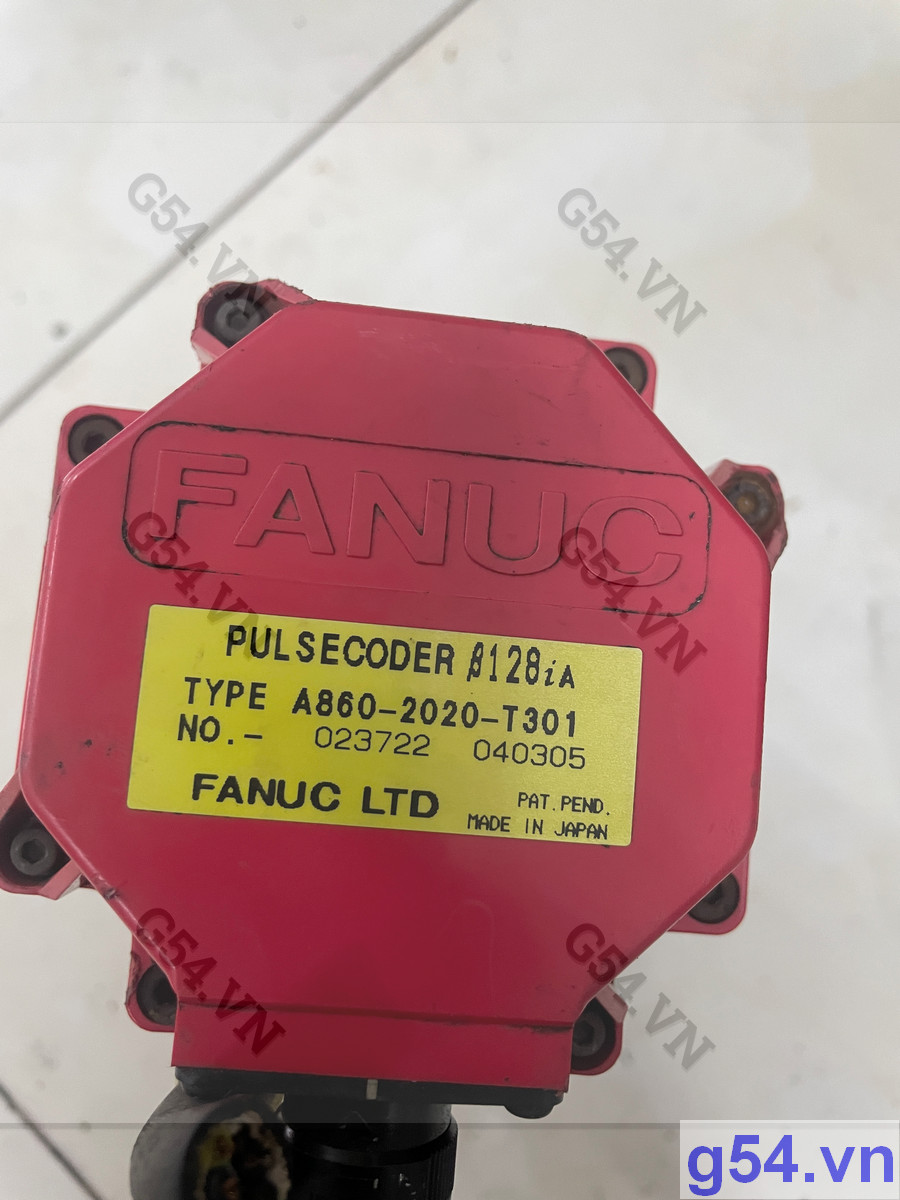 G54.VN
G54.VN
FANUC
G54.VN
G54.VN
PULSECODER β128iA
TYPE A860-2020-T301
NO.- 023722 040305
FANUC LTD
PAT.PEND.
MADE IN JAPAN
G54.VN
G54.VN
g54.vn